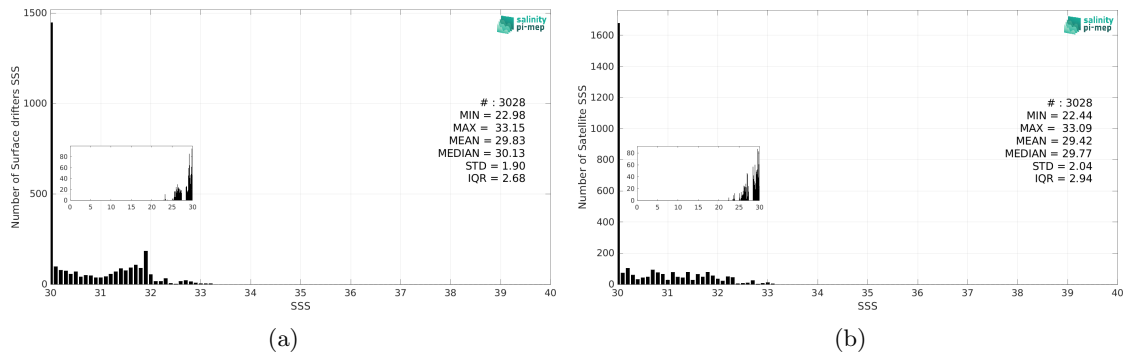 1500
1000
500
0
Number of Surface drifters SSS
salinity
pi-mep
# : 3028
MIN = 22.98
MAX = 33.15
MEAN = 29.83
MEDIAN = 30.13
STD = 1.90
IQR = 2.68
80
60
40
20
0
0 5 10 15 20 25 30
30 31 32 33 34 35 36 37 38 39 40
SSS
(a)
1600
1400
1200
1000
800
600
400
200
0
Number of Satellite SSS
salinity
pi-mep
# : 3028
MIN = 22.44
MAX = 33.09
MEAN = 29.42
MEDIAN = 29.77
STD = 2.04
IQR = 2.94
80
60
40
20
0
0 5 10 15 20 25 30
30 31 32 33 34 35 36 37 38 39 40
SSS
(b)